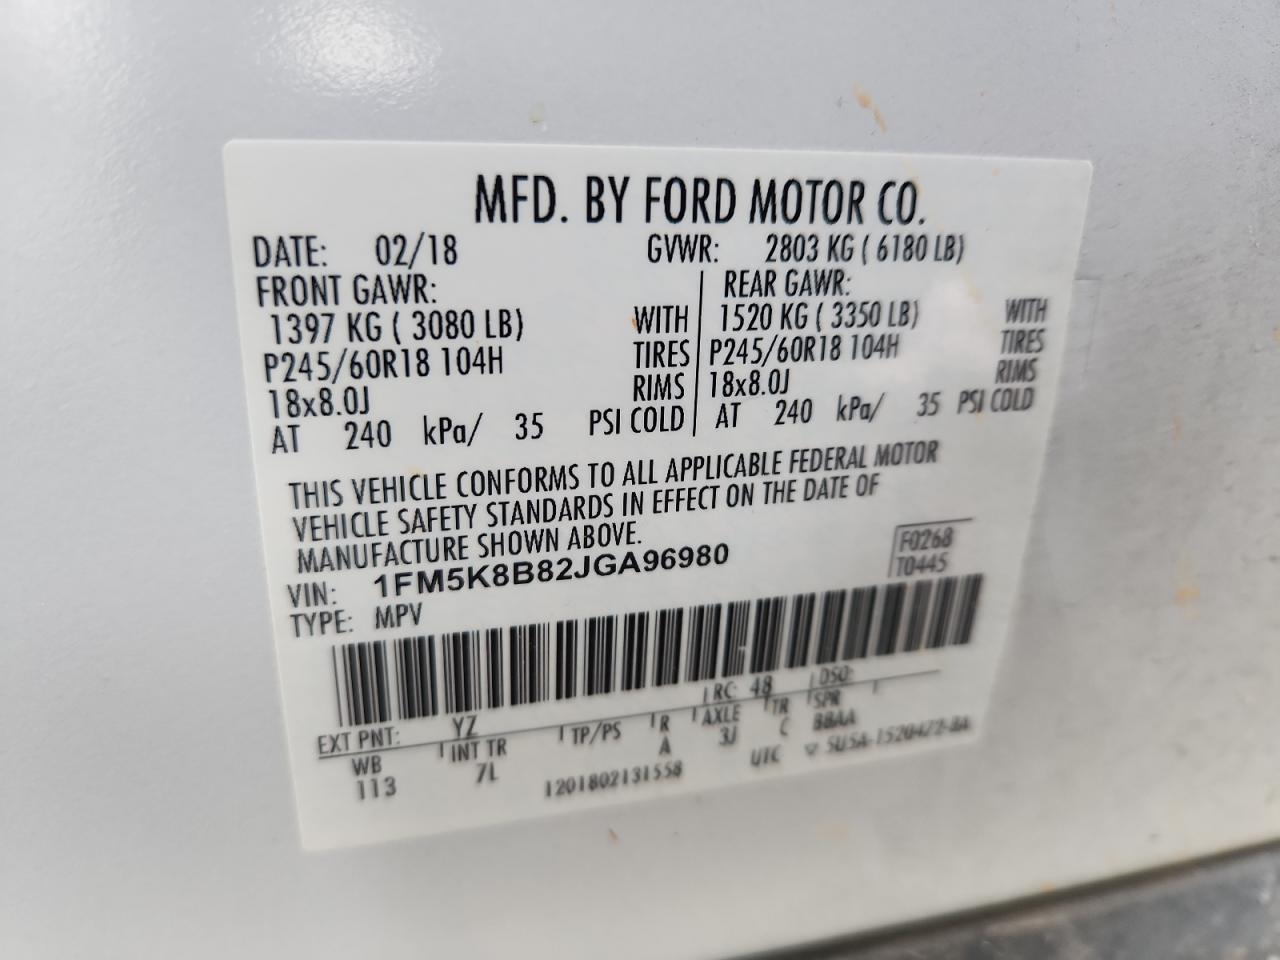 MFD. BY FORD MOTOR CO.
DATE: 02/18 GVWR: 2803 KG ( 6180 LB)
FRONT GAWR: REAR GAWR:
1397 KG ( 3080 LB) WITH 1520 KG ( 3350 LB) WITH
P245/60R18 104H TIRES P245/60R18 104H TIRES
18x8.0J RIMS 18x8.0J RIMS
AT 240 kPa/ 35 PSI COLD AT 240 kPa/ 35 PSI COLD
THIS VEHICLE CONFORMS TO ALL APPLICABLE FEDERAL MOTOR
VEHICLE SAFETY STANDARDS IN EFFECT ON THE DATE OF
MANUFACTURE SHOWN ABOVE.
F0268
VIN: 1FM5K8B82JGA96980
T0445
TYPE: MPV
EXT PNT: YZ RC: 48 DSO:
WB INT TR TP/PS R AXLE TR SPR
113 7L A 3J C BBAA
1201802131558 UTC ▽ 5U5A-1520472-BA